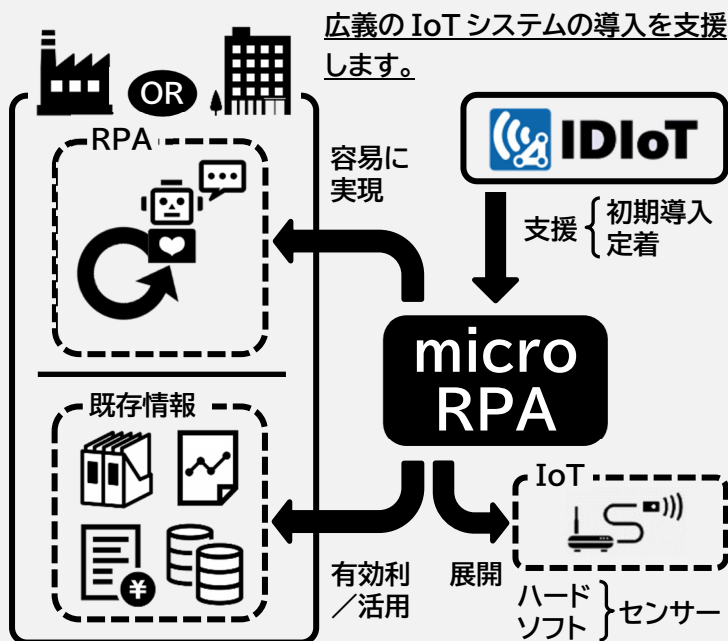 広義の IoT システムの導入を支援
します。
OR
RPA
容易に
実現
IDIoT
支援
初期導入
定着
micro
RPA
既存情報
¥
有効利
／活用
展開
IoT
ハード
ソフト
センサー